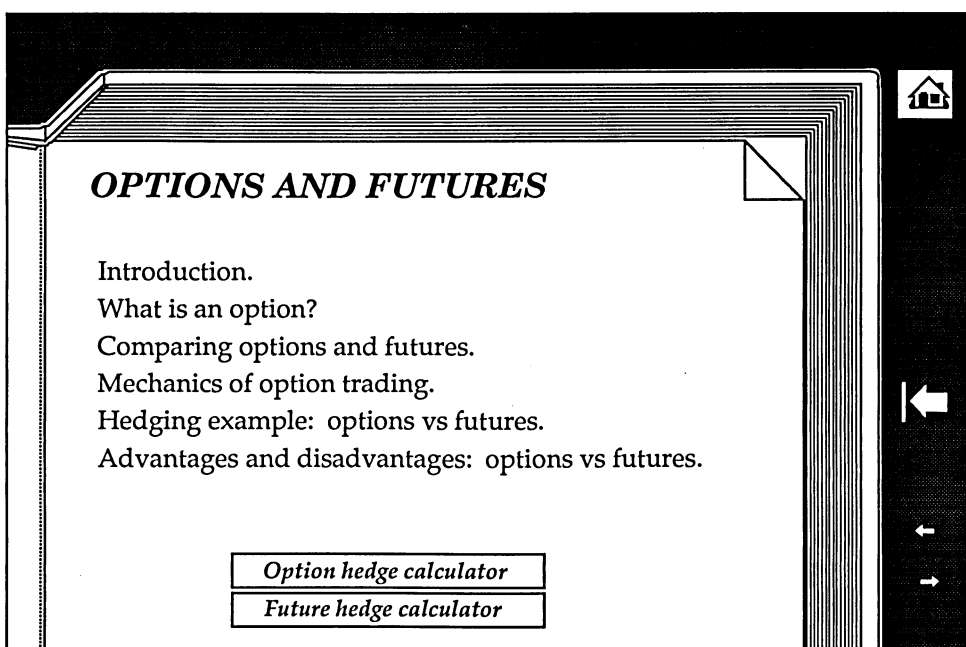 OPTIONS AND FUTURES
Introduction.
What is an option?
Comparing options and futures.
Mechanics of option trading.
Hedging example: options vs futures.
Advantages and disadvantages: options vs futures.
Option hedge calculator
Future hedge calculator